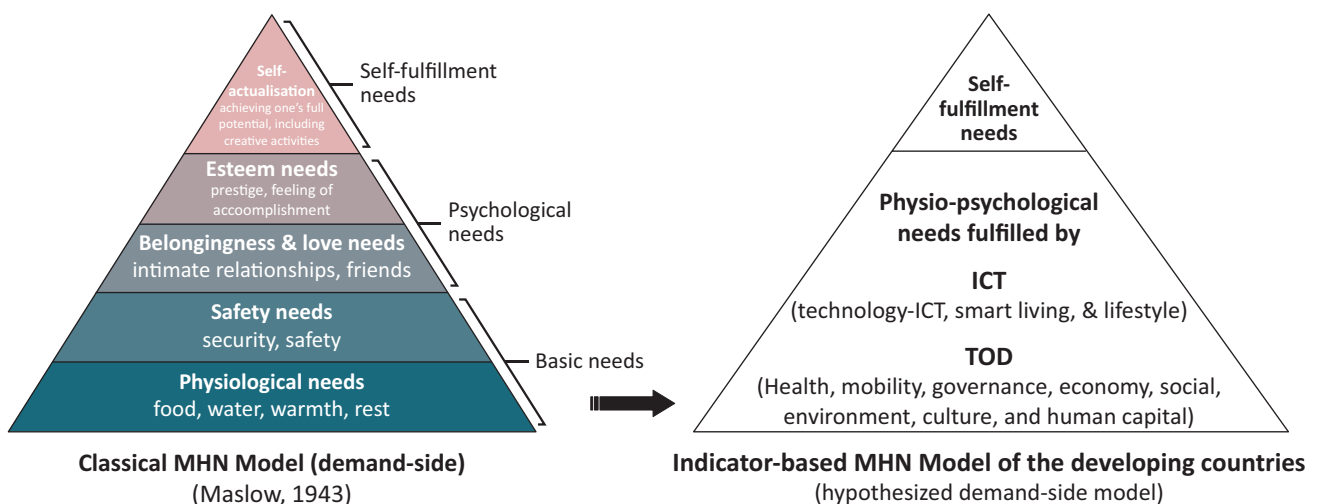 Self-
actualisation
achieving one's full
potential, including
creative activities
Esteem needs
prestige, feeling of
accoomplishment
Belongingness & love needs
intimate relationships, friends
Safety needs
security, safety
Physiological needs
food, water, warmth, rest
Self-fulfillment
needs
Psychological
needs
Basic needs
Classical MHN Model (demand-side)
(Maslow, 1943)
Self-
fulfillment
needs
Physio-psychological
needs fulfilled by
ICT
(technology-ICT, smart living, & lifestyle)
TOD
(Health, mobility, governance, economy, social,
environment, culture, and human capital)
Indicator-based MHN Model of the developing countries
(hypothesized demand-side model)